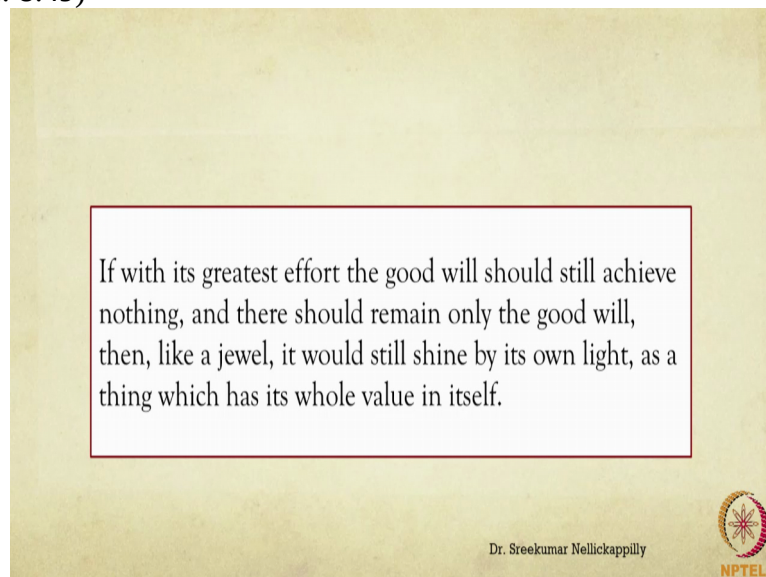 If with its greatest effort the good will should still achieve
nothing, and there should remain only the good will,
then, like a jewel, it would still shine by its own light, as a
thing which has its whole value in itself.
Dr. Sreekumar Nellickappilly
NPTEL